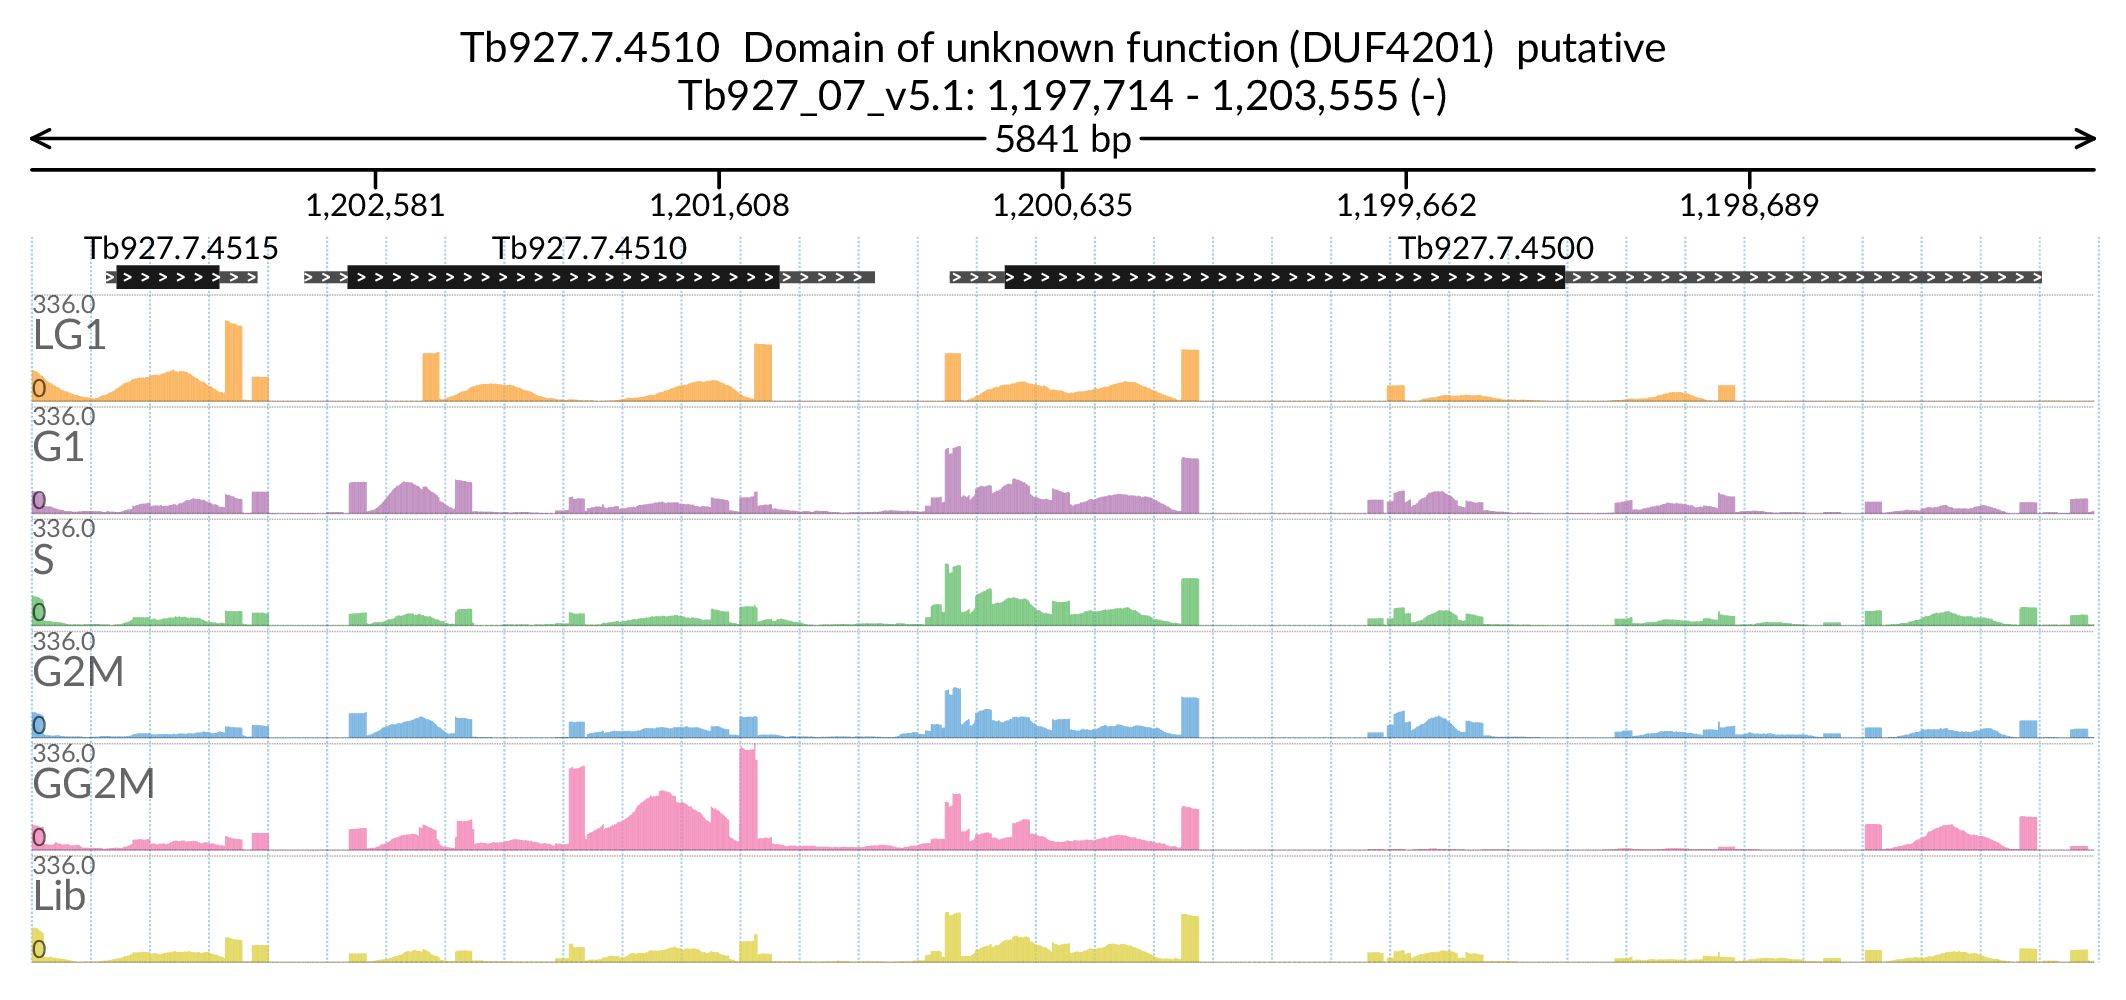 Tb927.7.4510 Domain of unknown function (DUF4201) putative
Tb927_07_v5.1: 1,197,714 - 1,203,555 (-)
5841 bp
1,202,581 1,201,608 1,200,635 1,199,662 1,198,689
Tb927.7.4515 Tb927.7.4510 Tb927.7.4500
336.0
LG1
0
336.0
G1
0
336.0
S
0
336.0
G2M
0
336.0
GG2M
0
336.0
Lib
0